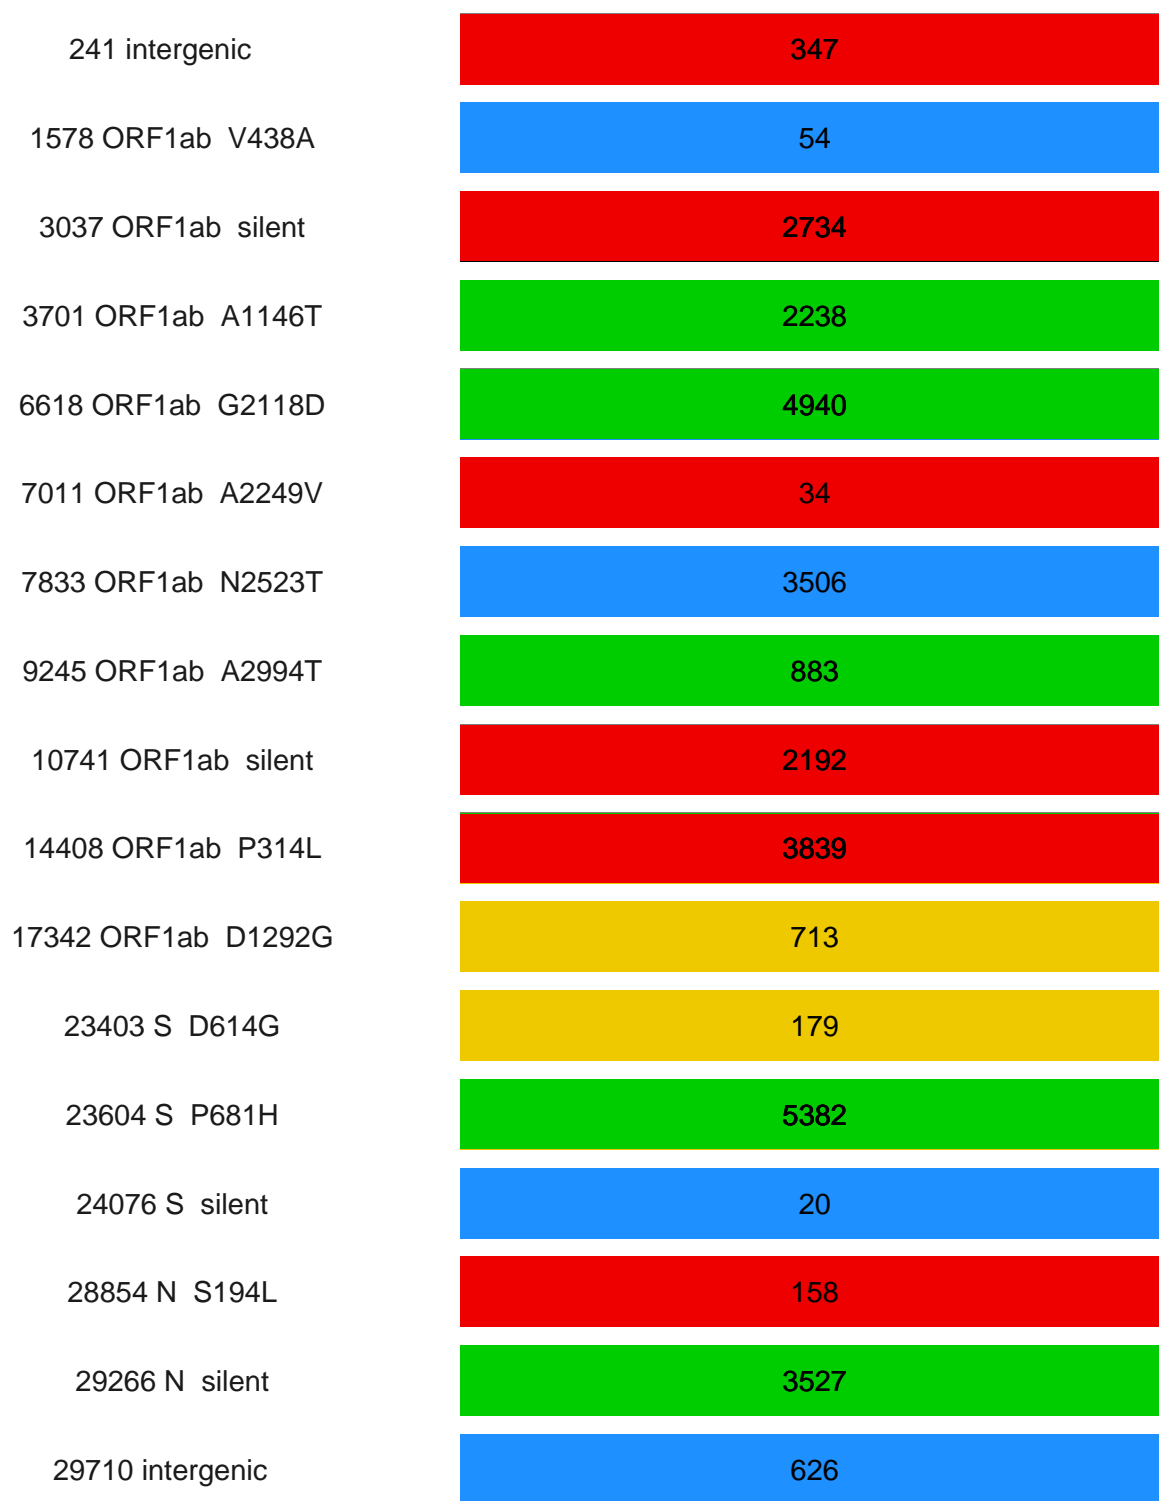 241 intergenic 347
1578 ORF1ab V438A 54
3037 ORF1ab silent 2734
3701 ORF1ab A1146T 2238
6618 ORF1ab G2118D 4940
7011 ORF1ab A2249V 34
7833 ORF1ab N2523T 3506
9245 ORF1ab A2994T 883
10741 ORF1ab silent 2192
14408 ORF1ab P314L 3839
17342 ORF1ab D1292G 713
23403 S D614G 179
23604 S P681H 5382
24076 S silent 20
28854 N S194L 158
29266 N silent 3527
29710 intergenic 626